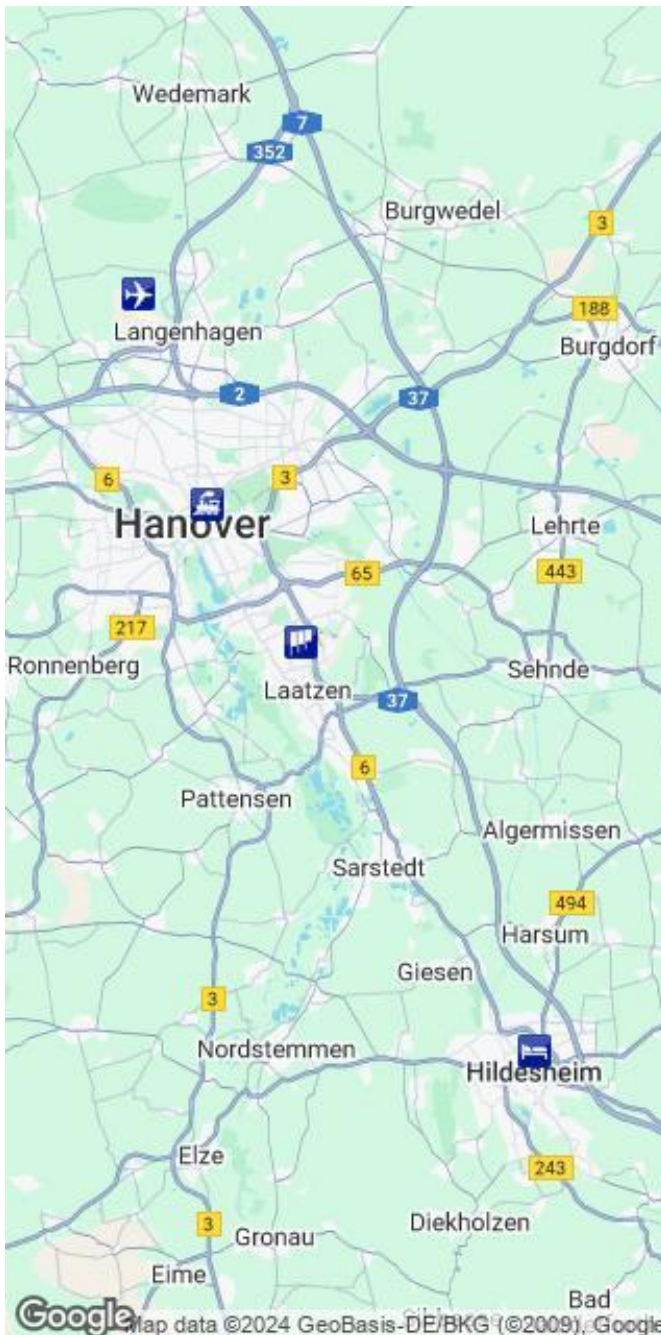 Wedemark
7
352
Burgwedel
3
188
Langenhagen
Burgdorf
2
37
6
3
Hanover
Lehrte
65
443
217
Ronnenberg
Sehnde
Laatzen
37
6
Pattensen
Algermissen
Sarstedt
494
Harsum
Giesen
3
Nordstemmen
Hildesheim
Elze
243
3
Diekholzen
Gronau
Eime
Bad
Google
Map data ©2024 GeoBasis-DE/BKG (©2009), Google